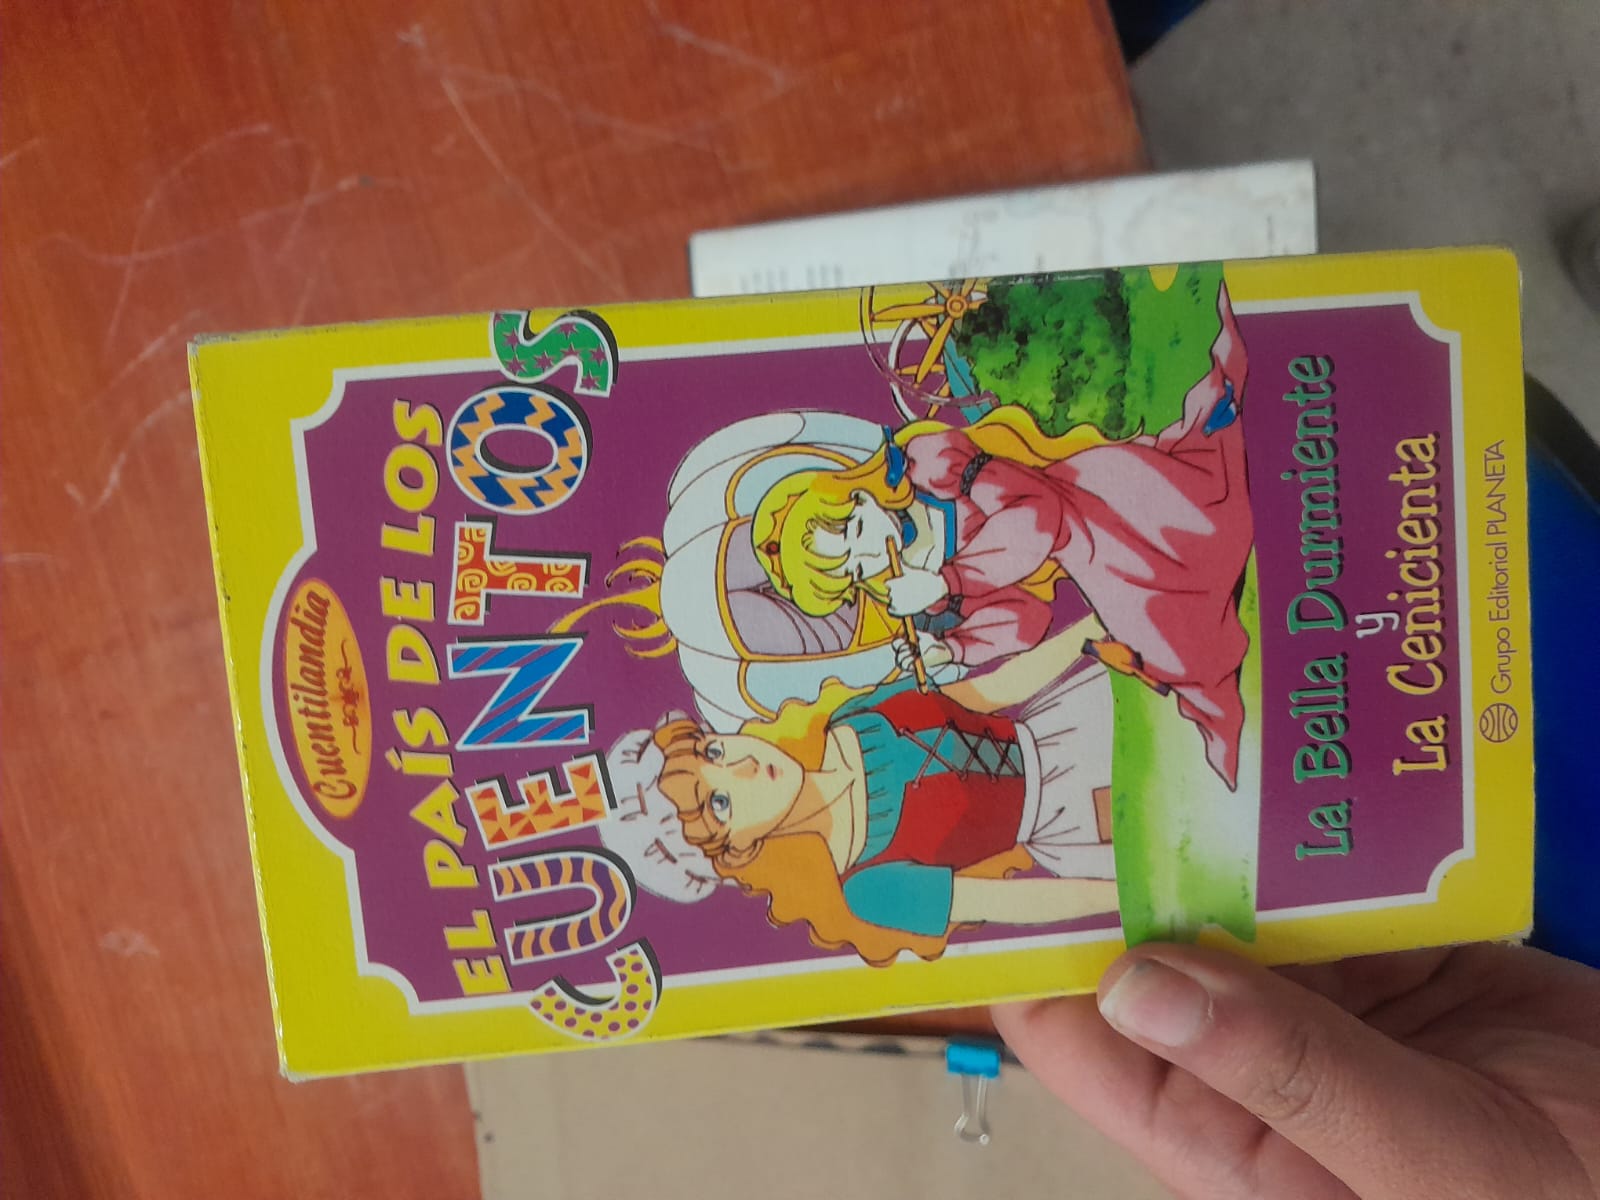 Cuentilandia
EL PAÍS DE LOS
CUENTOS
La Bella Durmiente
y
La Cenicienta
Grupo Editorial PLANETA